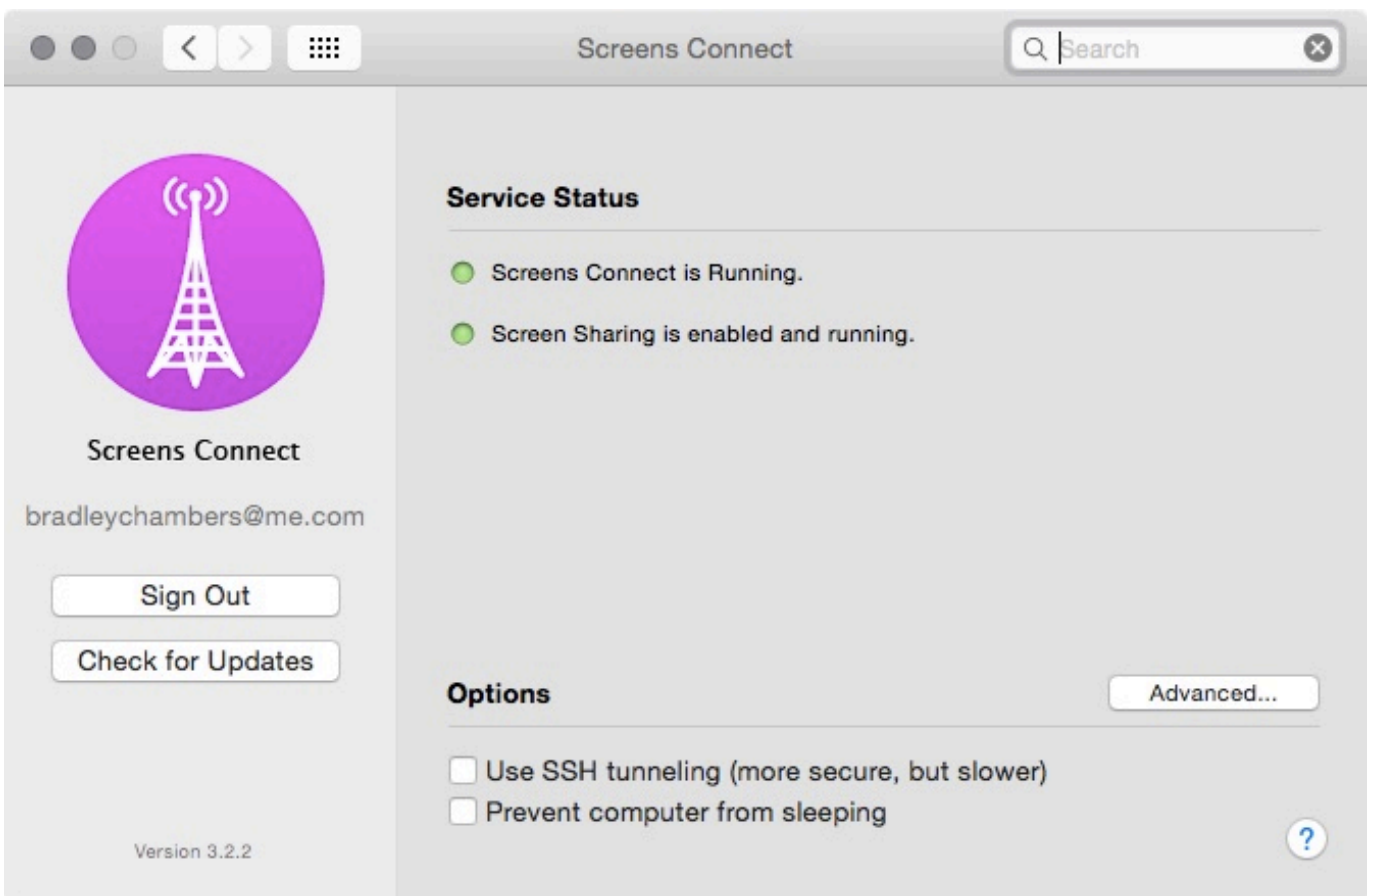 Screens Connect
Search
Screens Connect
bradleychambers@me.com
Sign Out
Check for Updates
Version 3.2.2
Service Status
Screens Connect is Running.
Screen Sharing is enabled and running.
Options
Advanced...
Use SSH tunneling (more secure, but slower)
Prevent computer from sleeping
?